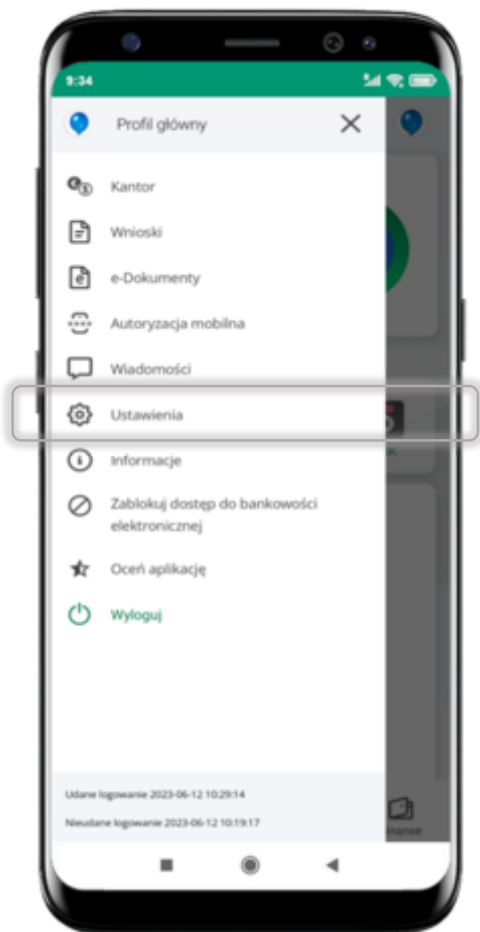 9:34
Profil główny
Kantor
Wnioski
e-Dokumenty
Autoryzacja mobilna
Wiadomości
Ustawienia
Informacje
Zablokuj dostęp do bankowości
elektronicznej
Oceń aplikację
Wyloguj
Udane logowanie 2023-06-12 10:29:14
Nieudane logowanie 2023-06-12 10:19:17